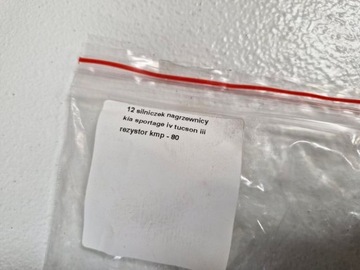 12 silniczek nagrzewnicy
kia sportage iv tucson iii
rezystor kmp - 80